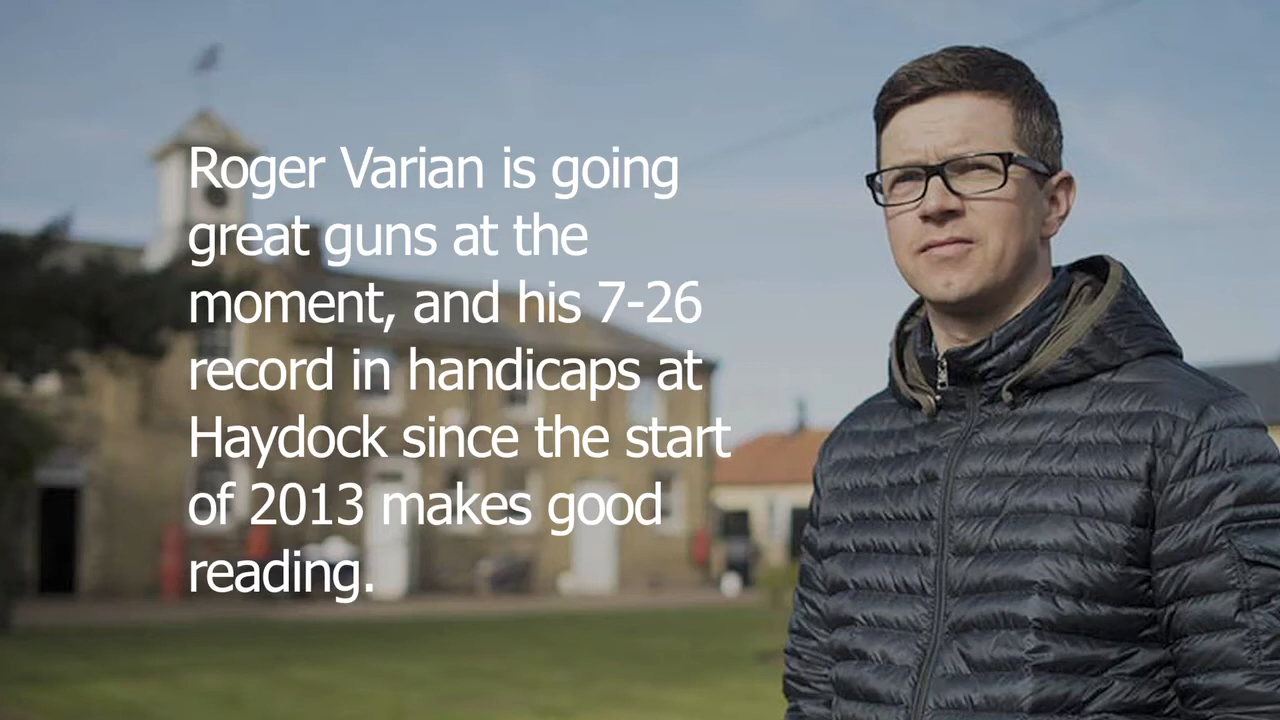 Roger Varian is going
great guns at the
moment, and his 7-26
record in handicaps at
Haydock since the start
of 2013 makes good
reading.